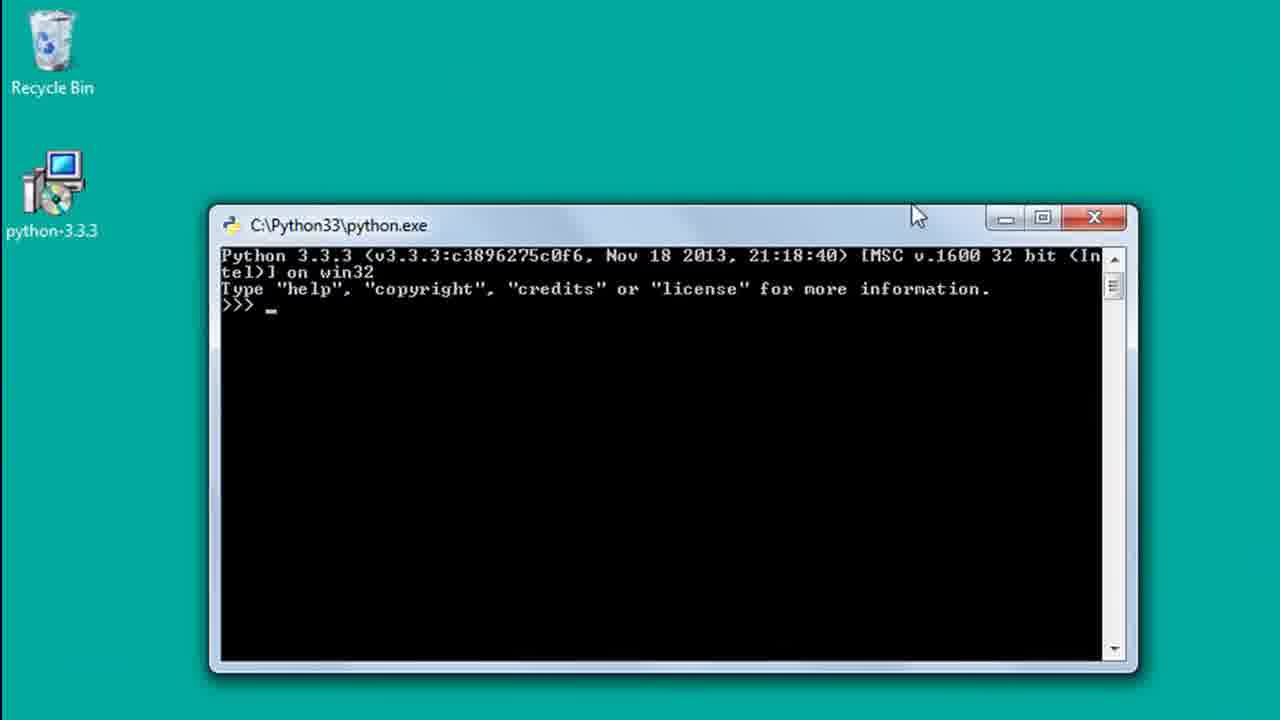 Recycle Bin
python-3.3.3
C:\Python33\python.exe
Python 3.3.3 (v3.3.3:c3896275c0f6, Nov 18 2013, 21:18:40) [MSC v.1600 32 bit (In
tel)] on win32
Type "help", "copyright", "credits" or "license" for more information.
>>> _